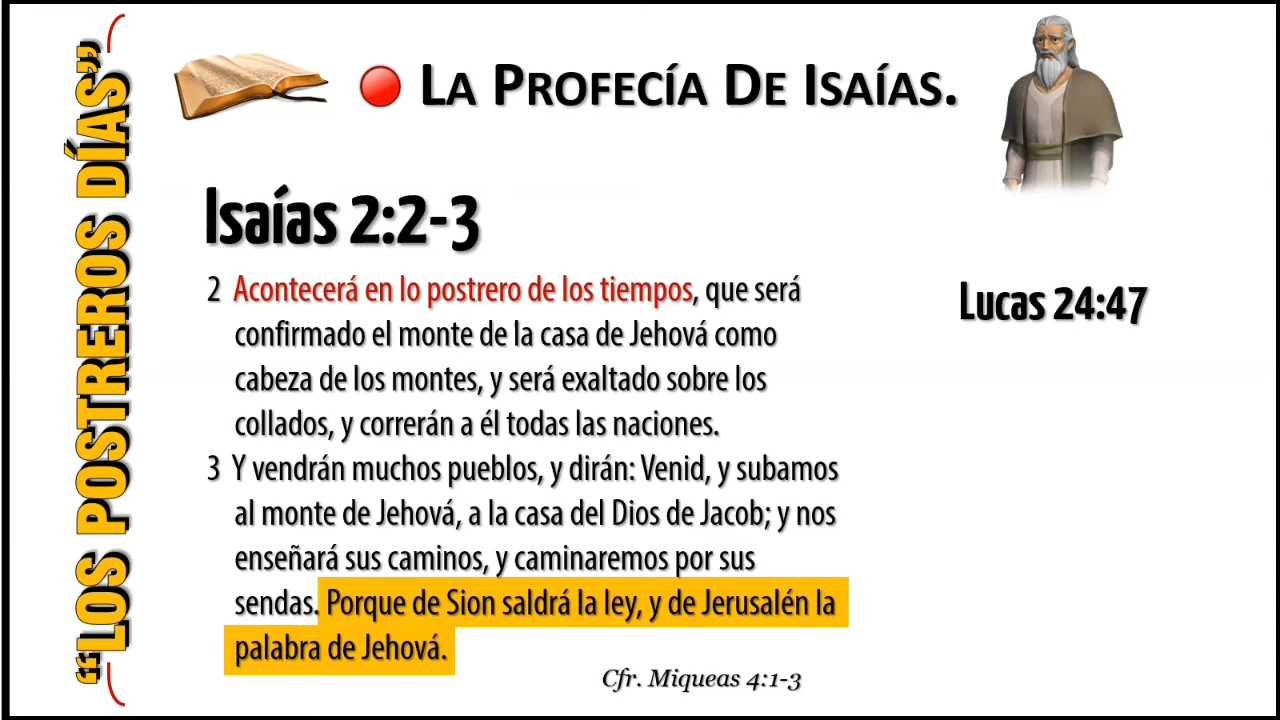 “LOS POSTREROS DÍAS”
LA PROFECÍA DE ISAÍAS.
Isaías 2:2-3
2 Acontecerá en lo postrero de los tiempos, que será
confirmado el monte de la casa de Jehová como
cabeza de los montes, y será exaltado sobre los
collados, y correrán a él todas las naciones.
3 Y vendrán muchos pueblos, y dirán: Venid, y subamos
al monte de Jehová, a la casa del Dios de Jacob; y nos
enseñará sus caminos, y caminaremos por sus
sendas. Porque de Sion saldrá la ley, y de Jerusalén la
palabra de Jehová.
Cfr. Miqueas 4:1-3
Lucas 24:47